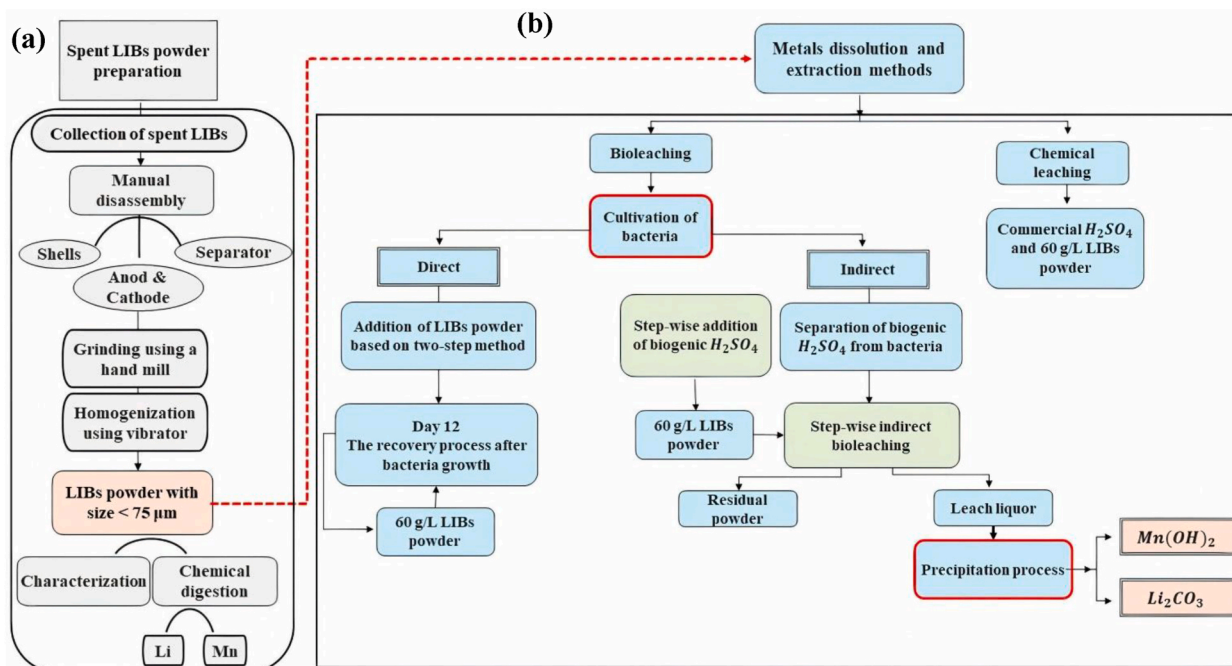 (a)
Spent LIBs powder
preparation
Collection of spent LIBs
Manual
disassembly
Shells
Separator
Anod &
Cathode
Grinding using a
hand mill
Homogenization
using vibrator
LIBs powder with
size < 75 μm
Characterization
Chemical
digestion
Li
Mn
(b)
Metals dissolution and
extraction methods
Bioleaching
Chemical
leaching
Cultivation of
bacteria
Commercial H₂SO₄
and 60 g/L LIBs
powder
Direct
Indirect
Addition of LIBs powder
based on two-step method
Step-wise addition
of biogenic H₂SO₄
Separation of biogenic
H₂SO₄ from bacteria
Day 12
The recovery process after
bacteria growth
60 g/L LIBs
powder
60 g/L LIBs
powder
Step-wise indirect
bioleaching
Residual
powder
Leach liquor
Precipitation process
Mn(OH)₂
Li₂CO₃